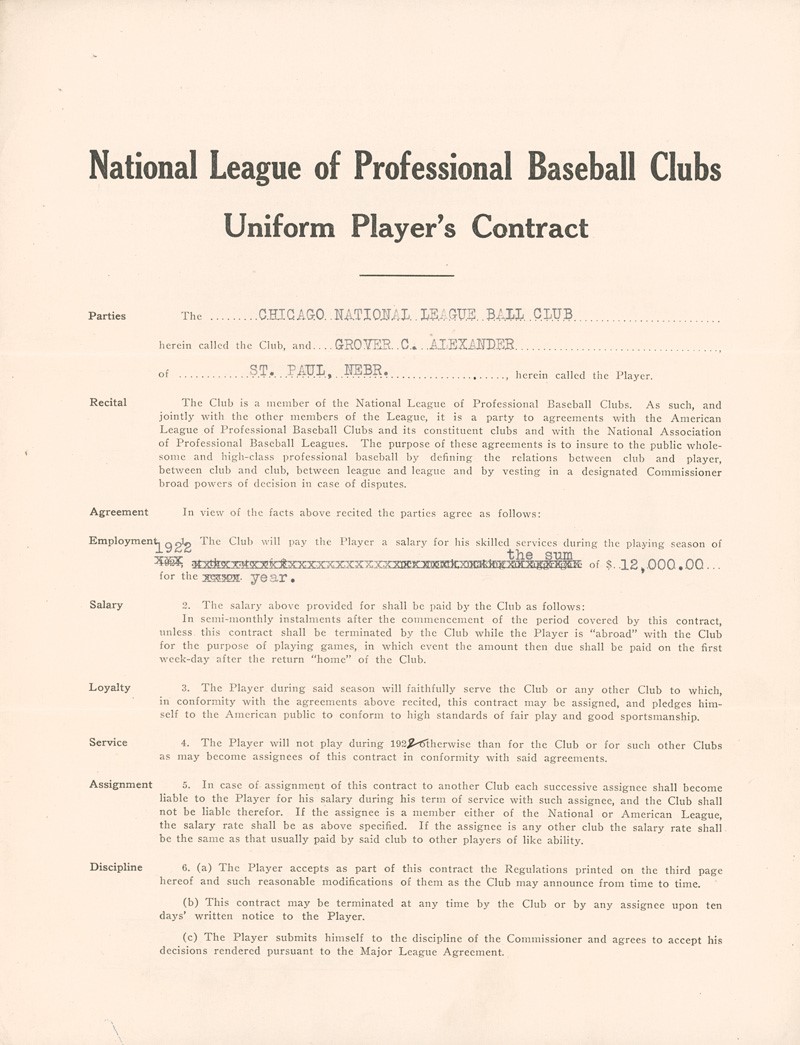 National League of Professional Baseball Clubs
Uniform Player's Contract
Parties The .........CHICAGO NATIONAL LEAGUE BALL CLUB..........................
herein called the Club, and....GROVER C. ALEXANDER....................................,
of ............ST. PAUL, NEBR......................, herein called the Player.
Recital The Club is a member of the National League of Professional Baseball Clubs. As such, and
jointly with the other members of the League, it is a party to agreements with the American
League of Professional Baseball Clubs and its constituent clubs and with the National Association
of Professional Baseball Leagues. The purpose of these agreements is to insure to the public whole-
some and high-class professional baseball by defining the relations between club and player,
between club and club, between league and league and by vesting in a designated Commissioner
broad powers of decision in case of disputes.
Agreement In view of the facts above recited the parties agree as follows:
Employment 1. The Club will pay the Player a salary for his skilled services during the playing season of
1922 the sum
of $.12,000.00...
for the year.
Salary 2. The salary above provided for shall be paid by the Club as follows:
In semi-monthly instalments after the commencement of the period covered by this contract,
unless this contract shall be terminated by the Club while the Player is "abroad" with the Club
for the purpose of playing games, in which event the amount then due shall be paid on the first
week-day after the return "home" of the Club.
Loyalty 3. The Player during said season will faithfully serve the Club or any other Club to which,
in conformity with the agreements above recited, this contract may be assigned, and pledges him-
self to the American public to conform to high standards of fair play and good sportsmanship.
Service 4. The Player will not play during 1922 otherwise than for the Club or for such other Clubs
as may become assignees of this contract in conformity with said agreements.
Assignment 5. In case of assignment of this contract to another Club each successive assignee shall become
liable to the Player for his salary during his term of service with such assignee, and the Club shall
not be liable therefor. If the assignee is a member either of the National or American League,
the salary rate shall be as above specified. If the assignee is any other club the salary rate shall
be the same as that usually paid by said club to other players of like ability.
Discipline 6. (a) The Player accepts as part of this contract the Regulations printed on the third page
hereof and such reasonable modifications of them as the Club may announce from time to time.
(b) This contract may be terminated at any time by the Club or by any assignee upon ten
days' written notice to the Player.
(c) The Player submits himself to the discipline of the Commissioner and agrees to accept his
decisions rendered pursuant to the Major League Agreement.